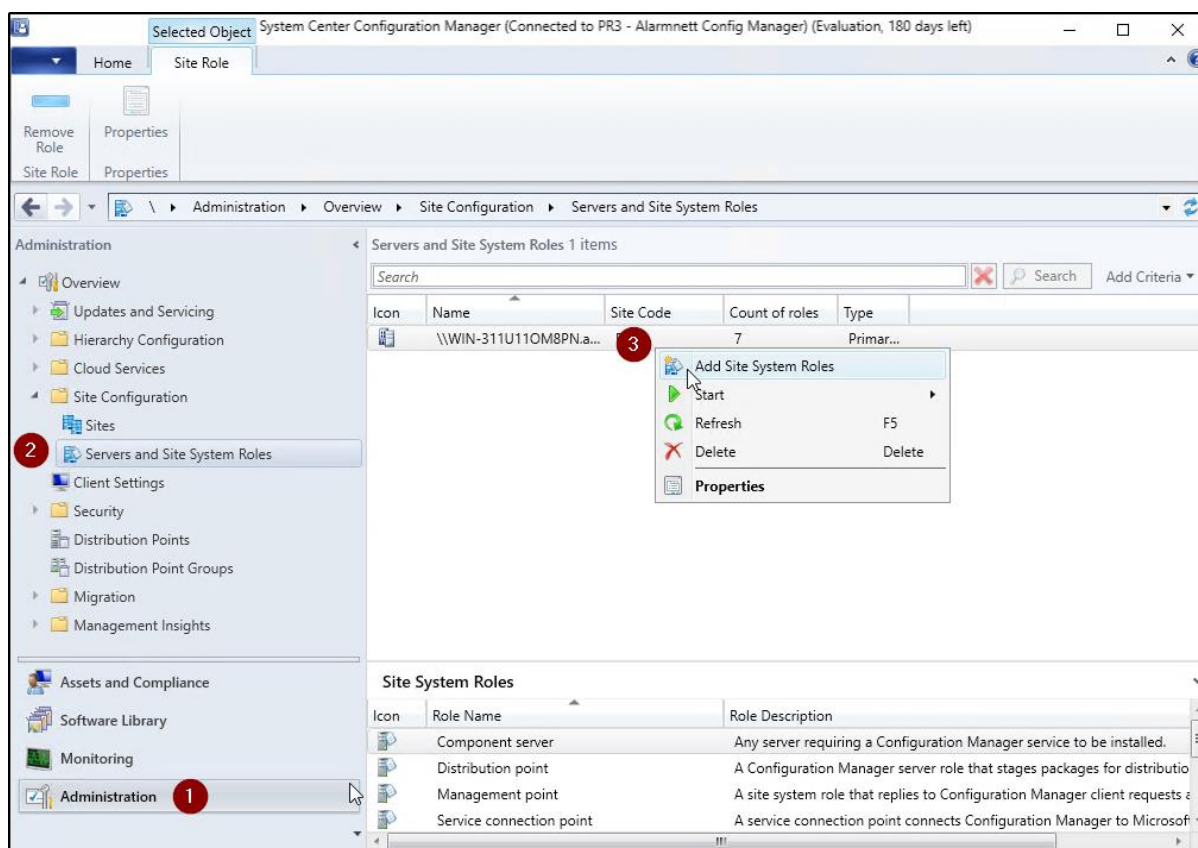 Selected Object System Center Configuration Manager (Connected to PR3 - Alarmnett Config Manager) (Evaluation, 180 days left)
Home Site Role
Remove Role Properties
Site Role Properties
\ Administration Overview Site Configuration Servers and Site System Roles
Administration
Overview
Updates and Servicing
Hierarchy Configuration
Cloud Services
Site Configuration
Sites
2 Servers and Site System Roles
Client Settings
Security
Distribution Points
Distribution Point Groups
Migration
Management Insights
Assets and Compliance
Software Library
Monitoring
Administration 1
Servers and Site System Roles 1 items
Search Search Add Criteria
Icon Name Site Code Count of roles Type
\\WIN-311U11OM8PN.a... 7 Primar...
3
Add Site System Roles
Start
Refresh F5
Delete Delete
Properties
Site System Roles
Icon Role Name Role Description
Component server Any server requiring a Configuration Manager service to be installed.
Distribution point A Configuration Manager server role that stages packages for distributio
Management point A site system role that replies to Configuration Manager client requests
Service connection point A service connection point connects Configuration Manager to Microsof